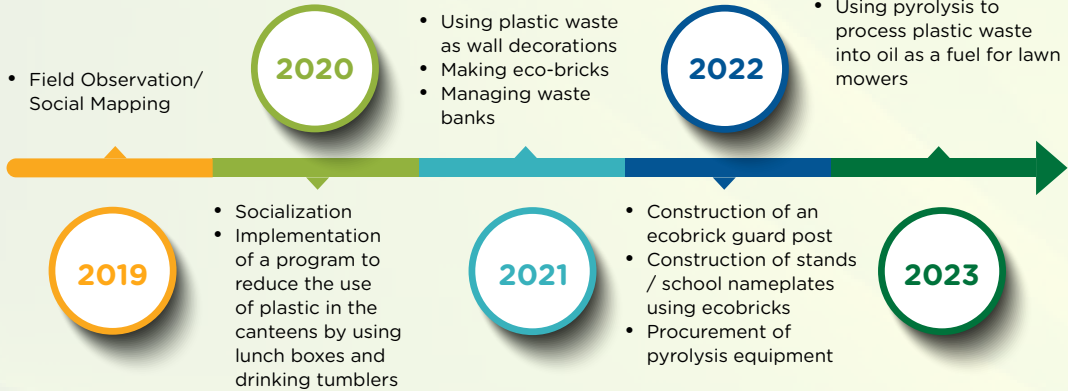 • Field Observation/
Social Mapping
2019
2020
• Socialization
• Implementation
of a program to
reduce the use
of plastic in the
canteens by using
lunch boxes and
drinking tumblers
• Using plastic waste
as wall decorations
• Making eco-bricks
• Managing waste
banks
2021
2022
• Construction of an
ecobrick guard post
• Construction of stands
/ school nameplates
using ecobricks
• Procurement of
pyrolysis equipment
• Using pyrolysis to
process plastic waste
into oil as a fuel for lawn
mowers
2023